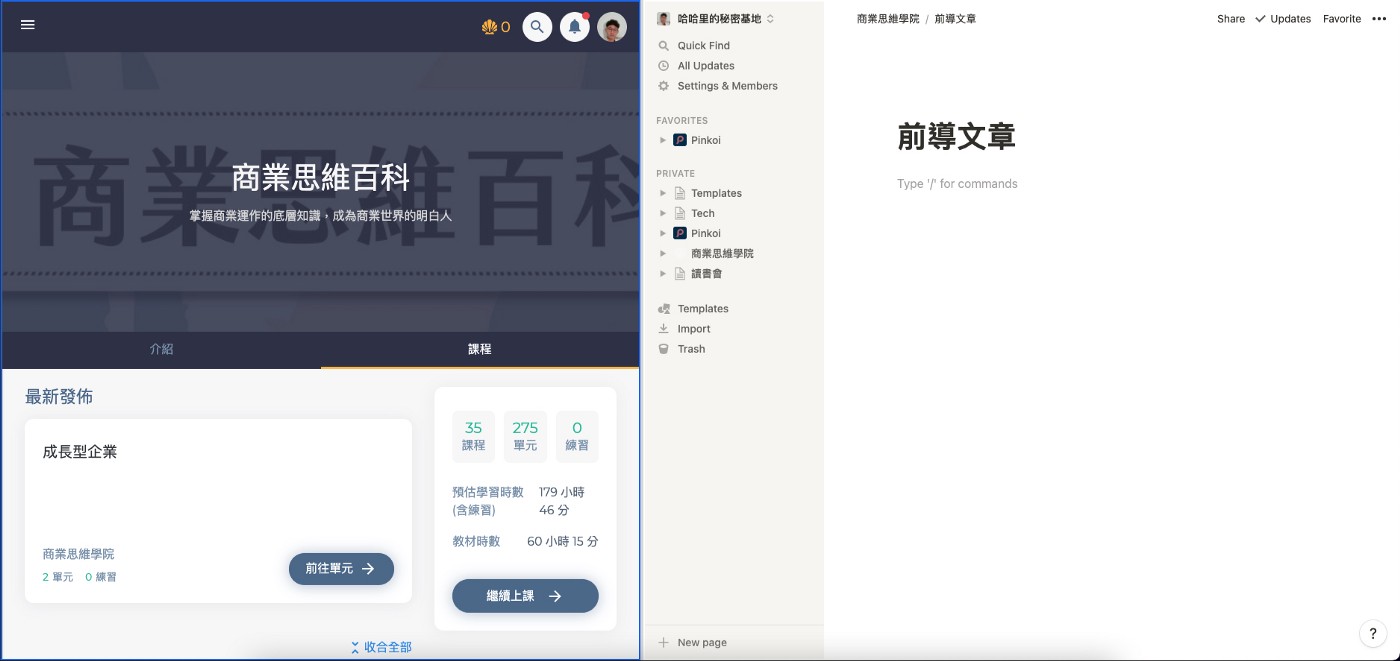 0
商業思維百科
商業思維百科
掌握商業運作的底層知識，成為商業世界的明白人
介紹
課程
最新發佈
成長型企業
商業思維學院
2 單元 0 練習
前往單元
35
課程
275
單元
0
練習
預估學習時數
(含練習)
179 小時
46 分
教材時數
60 小時 15 分
繼續上課
收合全部
哈哈里的秘密基地
Quick Find
All Updates
Settings & Members
FAVORITES
Pinkoi
PRIVATE
Templates
Tech
Pinkoi
商業思維學院
讀書會
Templates
Import
Trash
New page
商業思維學院 / 前導文章
Share
Updates
Favorite
前導文章
Type '/' for commands
?